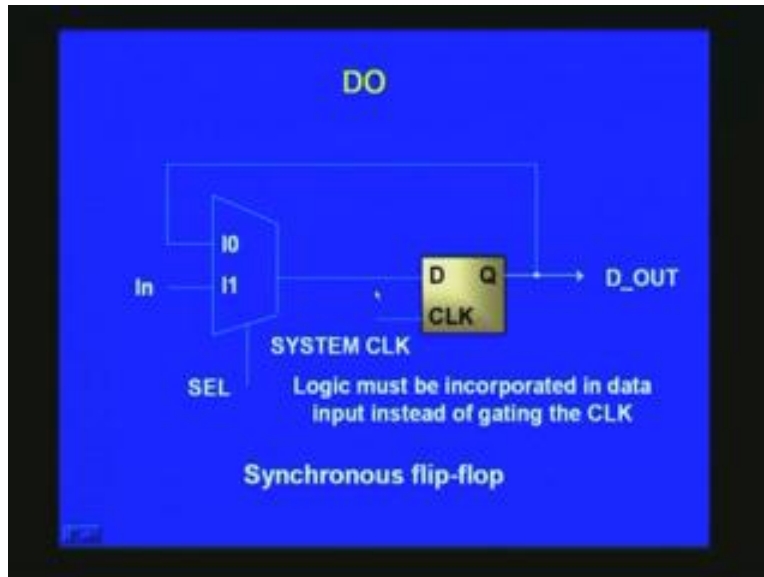 DO
I0
In
I1
D Q
D_OUT
CLK
SYSTEM CLK
SEL
Logic must be incorporated in data
input instead of gating the CLK
Synchronous flip-flop